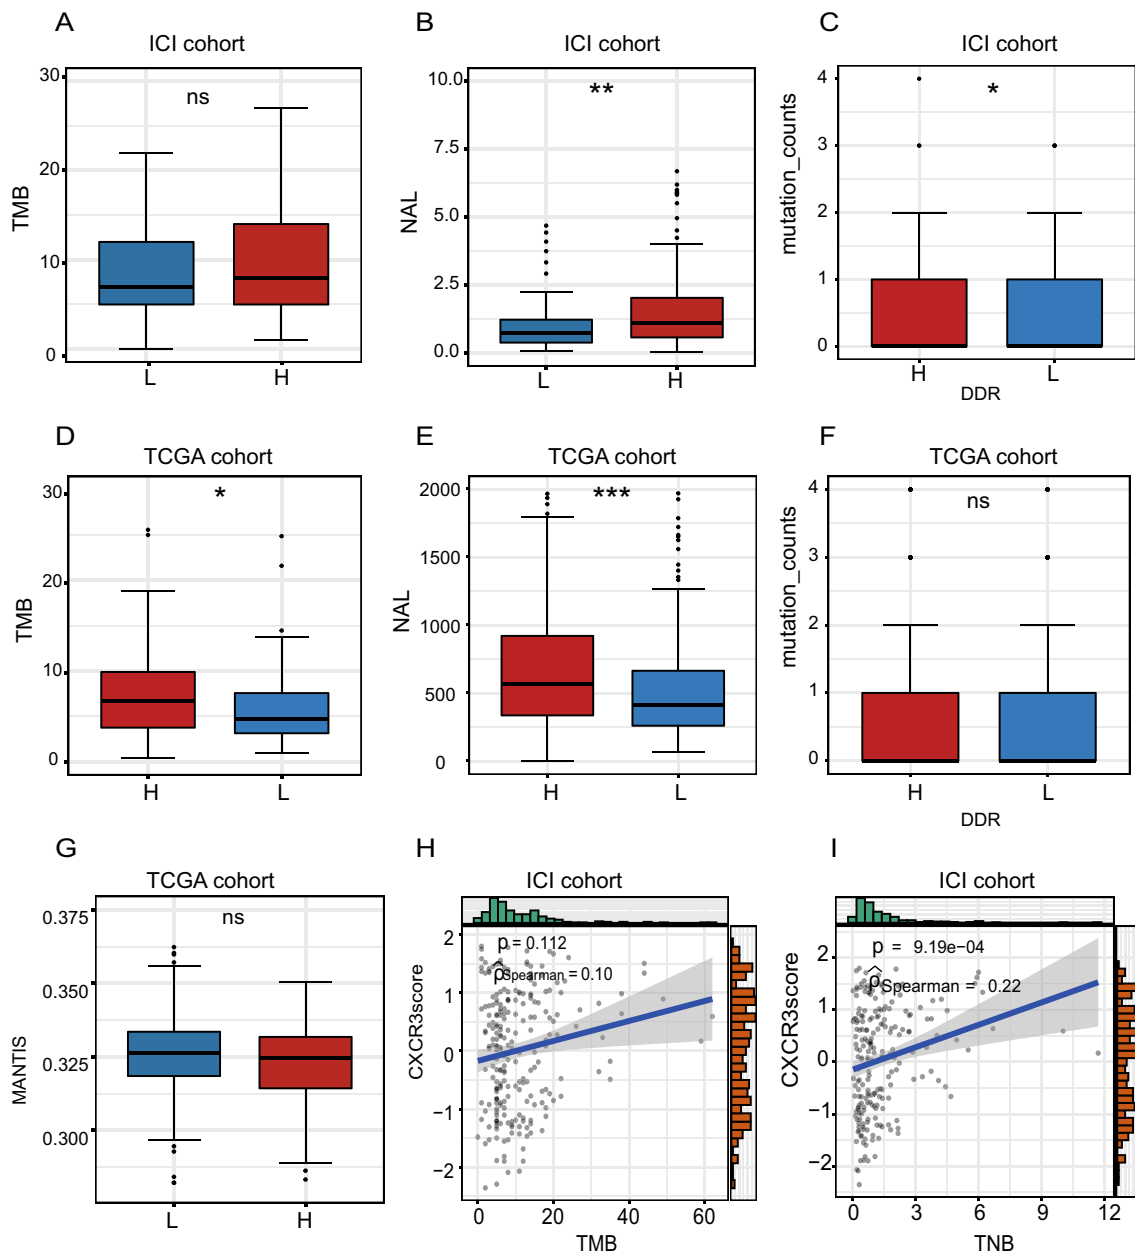 A
ICI cohort
30
20
10
0
TMB
ns
L
H
B
ICI cohort
10.0
7.5
5.0
2.5
0.0
NAL
**
L
H
C
ICI cohort
4
3
2
1
0
mutation_counts
*
H
L
DDR
D
TCGA cohort
30
20
10
0
TMB
*
H
L
E
TCGA cohort
2000
1500
1000
500
0
NAL
***
H
L
F
TCGA cohort
4
3
2
1
0
mutation_counts
ns
H
L
DDR
G
TCGA cohort
0.375
0.350
0.325
0.300
MANTIS
ns
L
H
H
ICI cohort
2
1
0
−1
−2
CXCR3score
p = 0.112
ρ̂Spearman = 0.10
0
20
40
60
TMB
I
ICI cohort
2
1
0
−1
−2
CXCR3score
p = 9.19e−04
ρ̂Spearman = 0.22
0
3
6
9
12
TNB